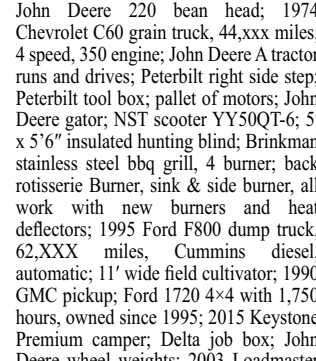 John Deere 220 bean head; 1974
Chevrolet C60 grain truck, 44,xxx miles,
4 speed, 350 engine; John Deere A tractor
runs and drives; Peterbilt right side step;
Peterbilt tool box; pallet of motors; John
Deere gator; NST scooter YY50QT-6; 5'
x 5’6″ insulated hunting blind; Brinkman
stainless steel bbq grill, 4 burner; back
rotisserie Burner, sink & side burner, all
work with new burners and heat
deflectors; 1995 Ford F800 dump truck,
62,XXX miles, Cummins diesel,
automatic; 11′ wide field cultivator; 1990
GMC pickup; Ford 1720 4×4 with 1,750
hours, owned since 1995; 2015 Keystone
Premium camper; Delta job box; John
Deere wheel weights; 2003 Loadmaster